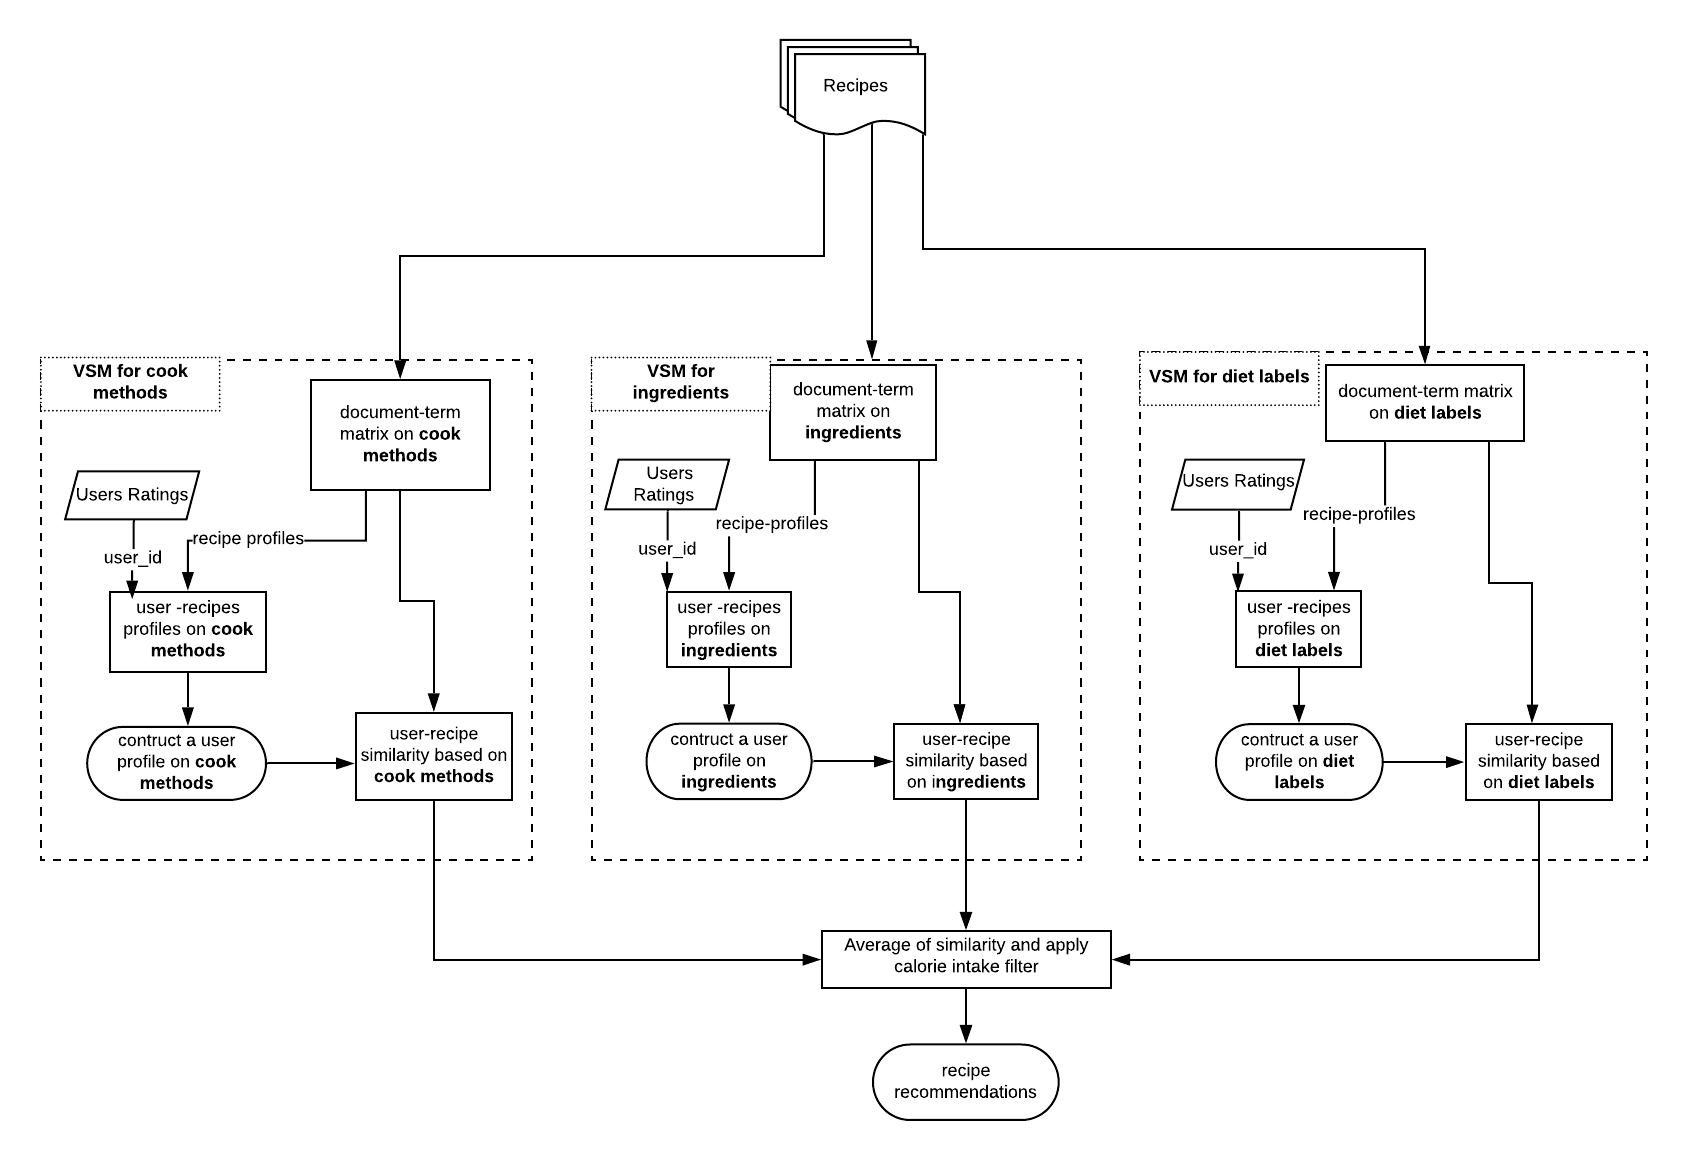 Recipes
VSM for cook
methods
document-term
matrix on cook
methods
Users Ratings
recipe profiles
user_id
user -recipes
profiles on cook
methods
contruct a user
profile on cook
methods
user-recipe
similarity based on
cook methods
VSM for
ingredients
document-term
matrix on
ingredients
Users
Ratings
recipe-profiles
user_id
user -recipes
profiles on
ingredients
contruct a user
profile on
ingredients
user-recipe
similarity based
on ingredients
VSM for diet labels
document-term matrix
on diet labels
Users Ratings
recipe-profiles
user_id
user -recipes
profiles on
diet labels
contruct a user
profile on diet
labels
user-recipe
similarity based
on diet labels
Average of similarity and apply
calorie intake filter
recipe
recommendations